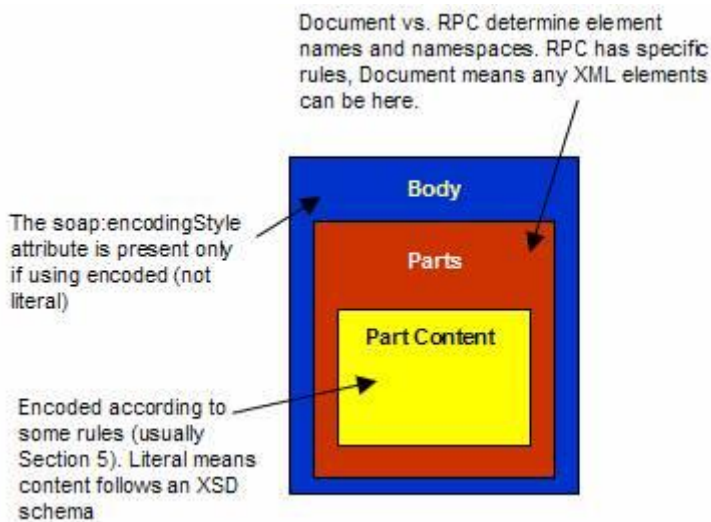 Document vs. RPC determine element
names and namespaces. RPC has specific
rules, Document means any XML elements
can be here.
Body
The soap:encodingStyle
attribute is present only
if using encoded (not
literal)
Parts
Part Content
Encoded according to
some rules (usually
Section 5). Literal means
content follows an XSD
schema